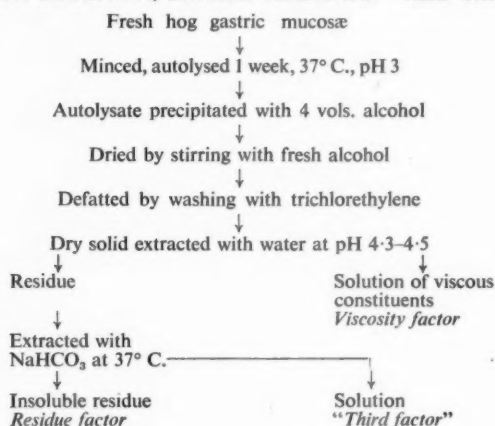 Fresh hog gastric mucosæ
↓
Minced, autolysed 1 week, 37° C., pH 3
↓
Autolysate precipitated with 4 vols. alcohol
↓
Dried by stirring with fresh alcohol
↓
Defatted by washing with trichlorethylene
↓
Dry solid extracted with water at pH 4·3–4·5
↓ ↓
Residue Solution of viscous
constituents
↓ Viscosity factor
Extracted with
NaHCO₃ at 37° C.
↓ ↓
Insoluble residue Solution
Residue factor "Third factor"